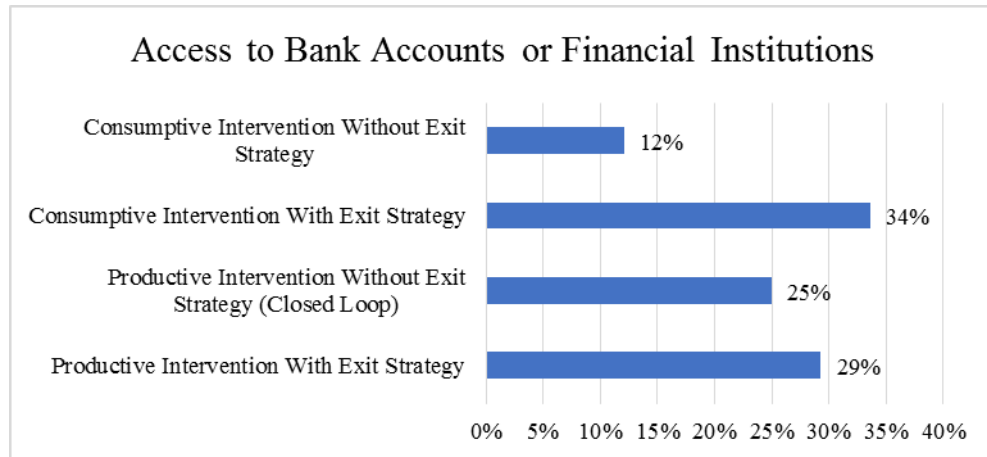 Access to Bank Accounts or Financial Institutions
Consumptive Intervention Without Exit
Strategy
12%
Consumptive Intervention With Exit Strategy
34%
Productive Intervention Without Exit
Strategy (Closed Loop)
25%
Productive Intervention With Exit Strategy
29%
0% 5% 10% 15% 20% 25% 30% 35% 40%